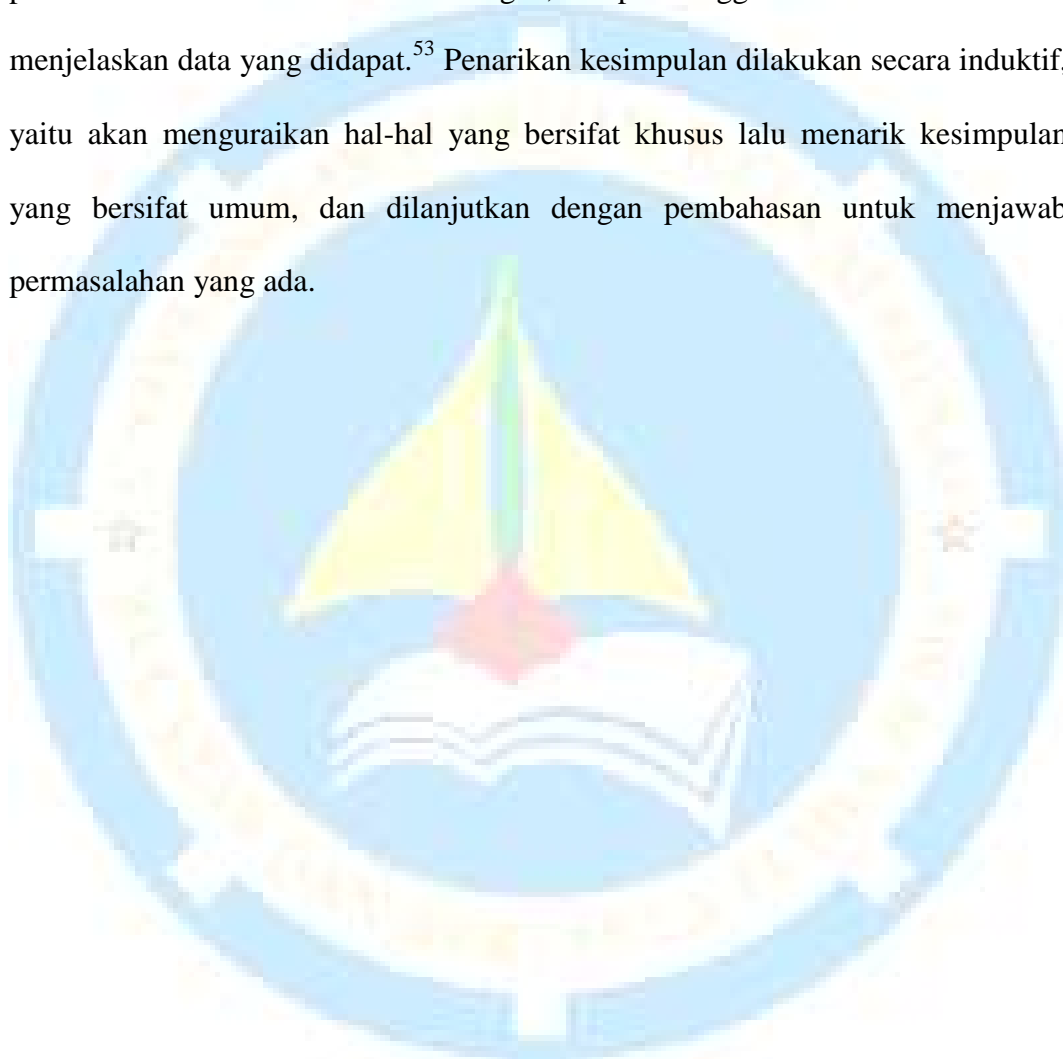 menjelaskan data yang didapat.53 Penarikan kesimpulan dilakukan secara induktif,
yaitu akan menguraikan hal-hal yang bersifat khusus lalu menarik kesimpulan
yang bersifat umum, dan dilanjutkan dengan pembahasan untuk menjawab
permasalahan yang ada.